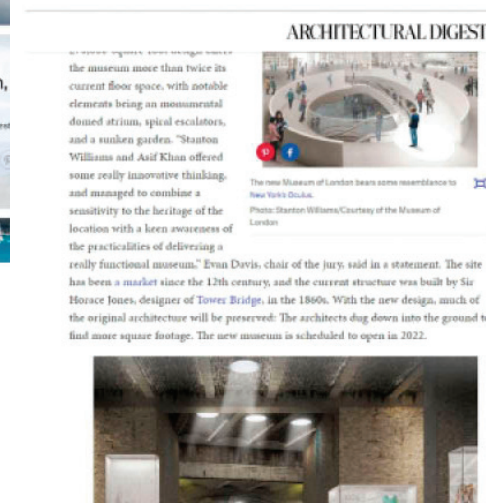 ARCHITECTURAL DIGEST
the museum more than twice its
current floor space, with notable
elements being an monumental
domed atrium, spiral escalators,
and a sunken garden. "Stanton
Williams and Asif Khan offered
some really innovative thinking,
and managed to combine a
sensitivity to the heritage of the
location with a keen awareness of
the practicalities of delivering a
really functional museum," Evan Davis, chair of the jury, said in a statement. The site
has been a market since the 12th century, and the current structure was built by Sir
Horace Jones, designer of Tower Bridge, in the 1860s. With the new design, much of
the original architecture will be preserved: The architects dug down into the ground t
find more square footage. The new museum is scheduled to open in 2022.
The new Museum of London bears some resemblance to
New York's Oculus.
Photo: Stanton Williams/Courtesy of the Museum of
London